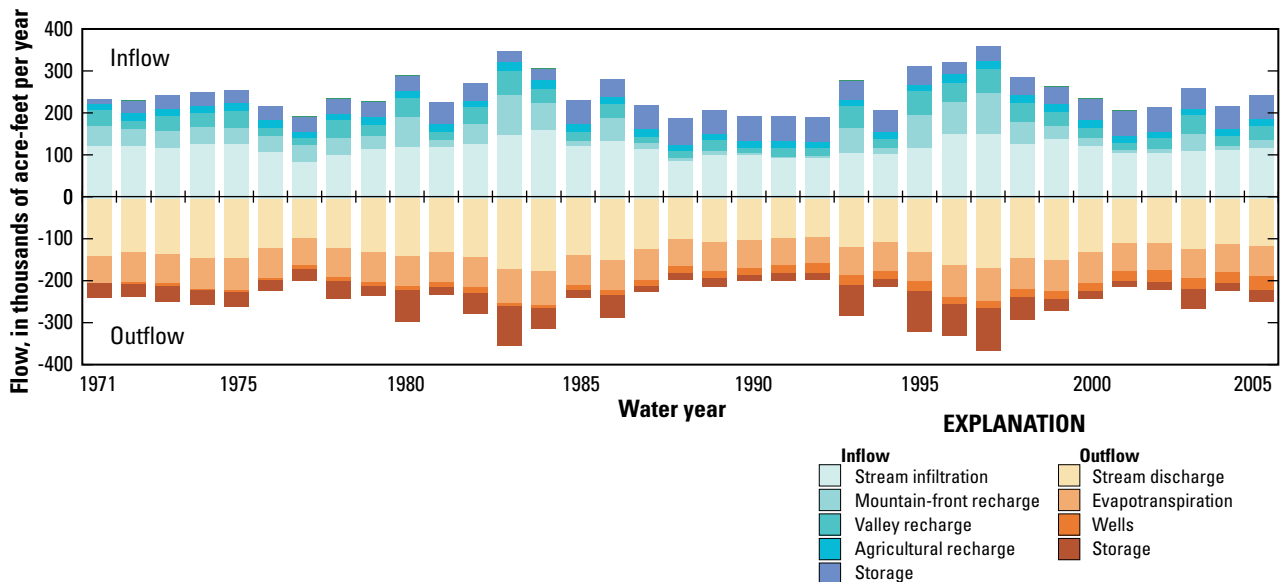 Flow, in thousands of acre-feet per year
400
300
200
100
0
-100
-200
-300
-400
Inflow
Outflow
1971
1975
1980
1985
1990
1995
2000
2005
Water year
EXPLANATION
Inflow
Stream infiltration
Mountain-front recharge
Valley recharge
Agricultural recharge
Storage
Outflow
Stream discharge
Evapotranspiration
Wells
Storage